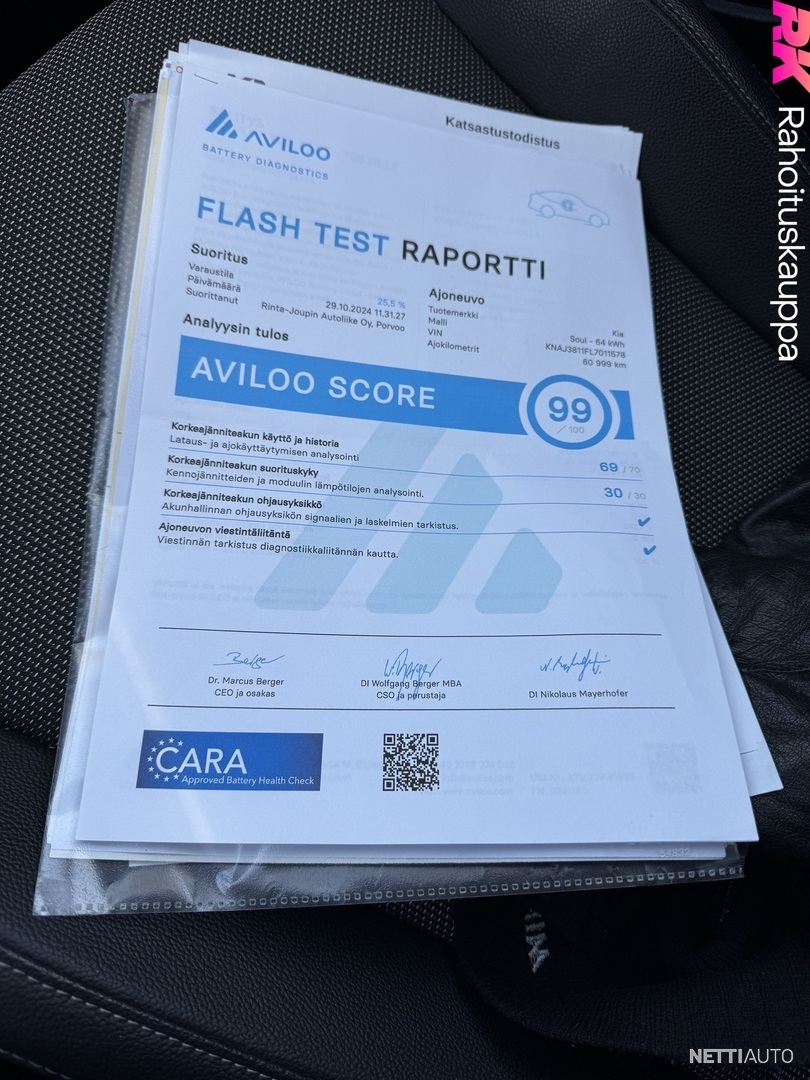 RK Rahoituskauppa
Katsastustodistus
AVILOO
BATTERY DIAGNOSTICS
FLASH TEST RAPORTTI
Suoritus
Varaustila 25,5 %
Päivämäärä 29.10.2024 11.31.27
Suorittanut Rinta-Joupin Autoliike Oy, Porvoo
Ajoneuvo
Tuotemerkki Kia
Malli Soul - 64 kWh
VIN KNAJ3811FL7011578
Ajokilometrit 60 999 km
Analyysin tulos
AVILOO SCORE 99 / 100
Korkeajänniteakun käyttö ja historia
Lataus- ja ajokäyttäytymisen analysointi 69 / 70
Korkeajänniteakun suorituskyky
Kennojännitteiden ja moduulin lämpötilojen analysointi. 30 / 30
Korkeajänniteakun ohjausyksikkö
Akunhallinnan ohjausyksikön signaalien ja laskelmien tarkistus.
Ajoneuvon viestintäliitäntä
Viestinnän tarkistus diagnostiikkaliitännän kautta.
Dr. Marcus Berger
CEO ja osakas
DI Wolfgang Berger MBA
CSO ja perustaja
DI Nikolaus Mayerhofer
CARA
Approved Battery Health Check
NETTIAUTO